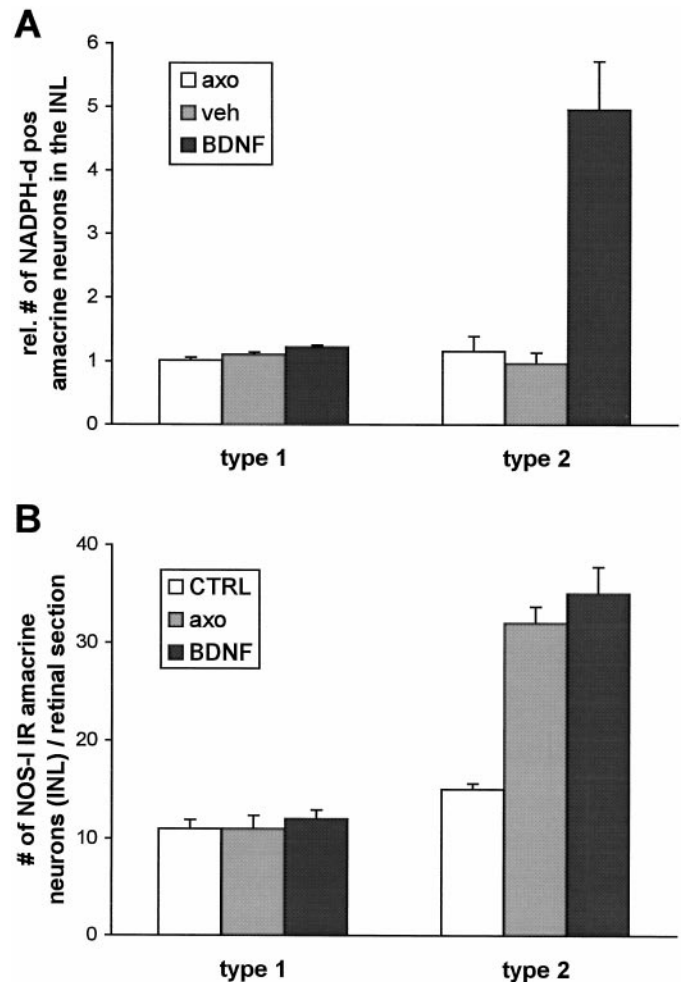 A
rel. # of NADPH-d pos
amacrine neurons in the INL
6
5
4
3
2
1
0
axo
veh
BDNF
type 1
type 2
B
# of NOS-I IR amacrine
neurons (INL) / retinal section
40
30
20
10
0
CTRL
axo
BDNF
type 1
type 2